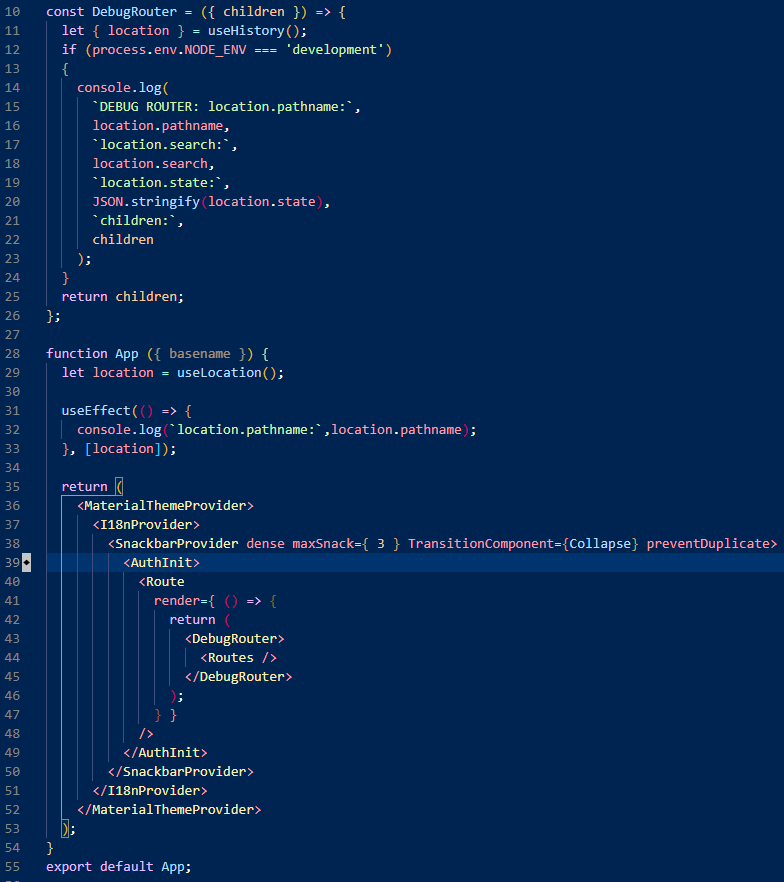 10 const DebugRouter = ({ children }) => {
11   let { location } = useHistory();
12   if (process.env.NODE_ENV === 'development')
13   {
14     console.log(
15       `DEBUG ROUTER: location.pathname:`,
16       location.pathname,
17       `location.search:`,
18       location.search,
19       `location.state:`,
20       JSON.stringify(location.state),
21       `children:`,
22       children
23     );
24   }
25   return children;
26 };
27
28 function App ({ basename }) {
29   let location = useLocation();
30
31   useEffect(() => {
32     console.log(`location.pathname:`,location.pathname);
33   }, [location]);
34
35   return (
36     <MaterialThemeProvider>
37       <I18nProvider>
38         <SnackbarProvider dense maxSnack={ 3 } TransitionComponent={Collapse} preventDuplicate>
39           <AuthInit>
40             <Route
41               render={ () => {
42                 return (
43                   <DebugRouter>
44                     <Routes />
45                   </DebugRouter>
46                 );
47               } }
48             />
49           </AuthInit>
50         </SnackbarProvider>
51       </I18nProvider>
52     </MaterialThemeProvider>
53   );
54 }
55 export default App;